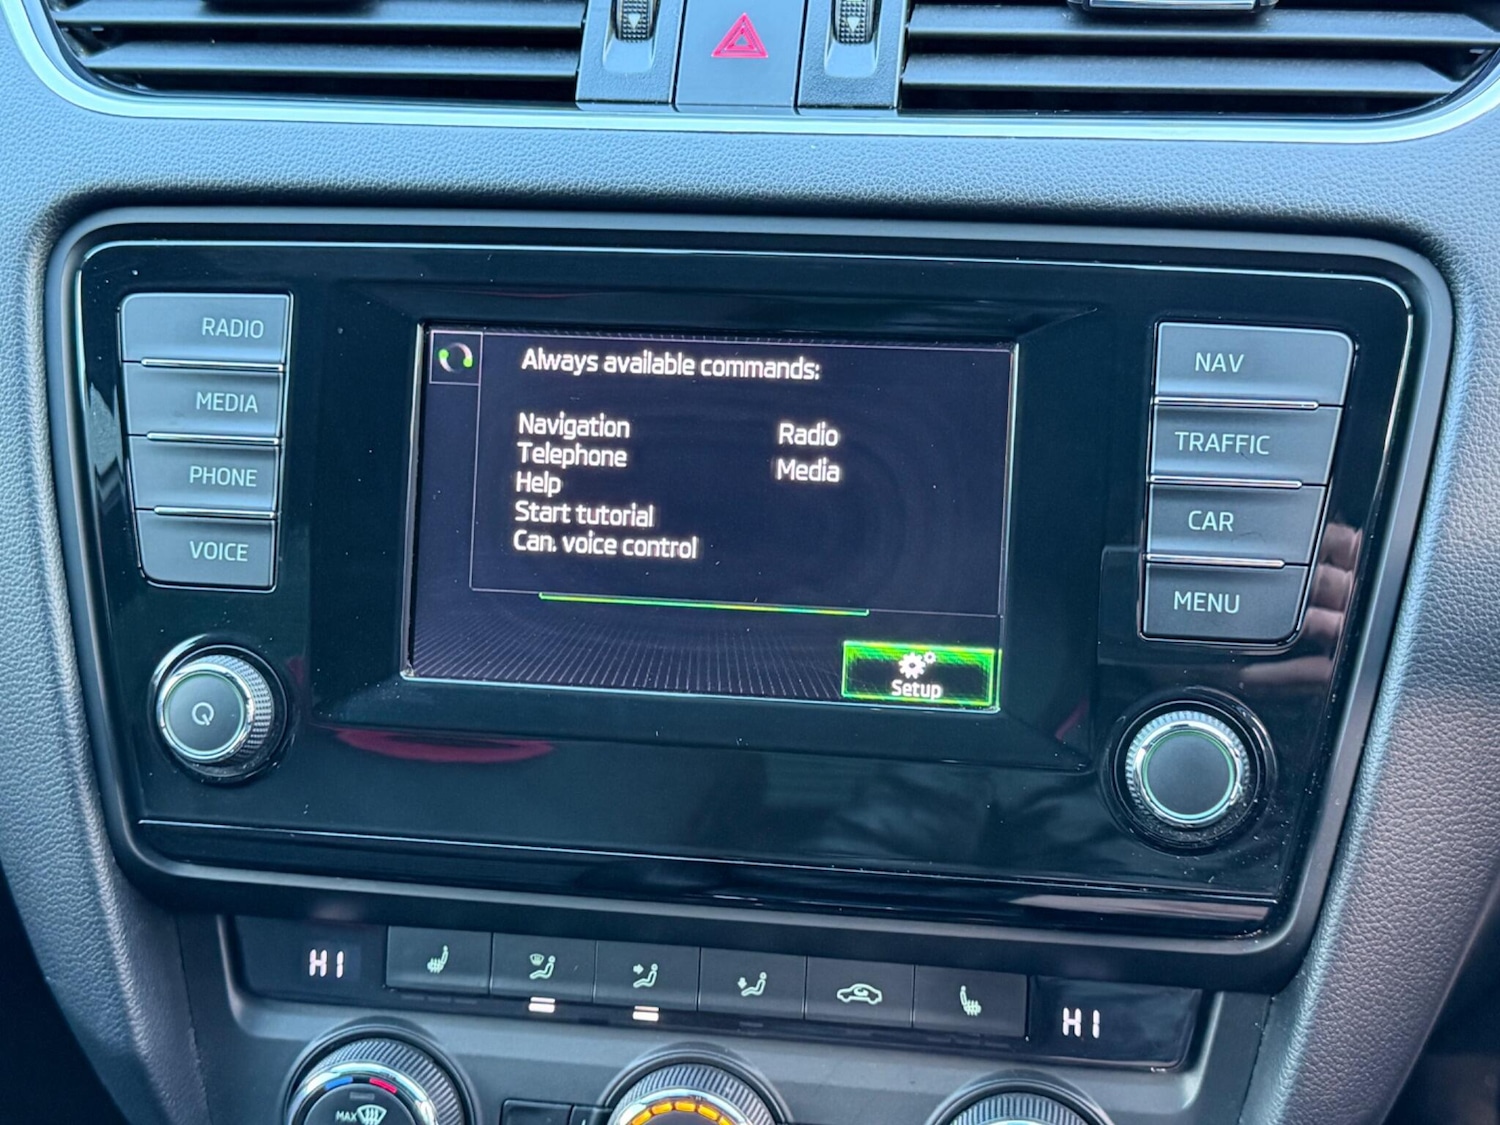 RADIO
MEDIA
PHONE
VOICE
Always available commands:
Navigation
Telephone
Help
Start tutorial
Can. voice control
Radio
Media
Setup
NAV
TRAFFIC
CAR
MENU
HI
HI
MAX